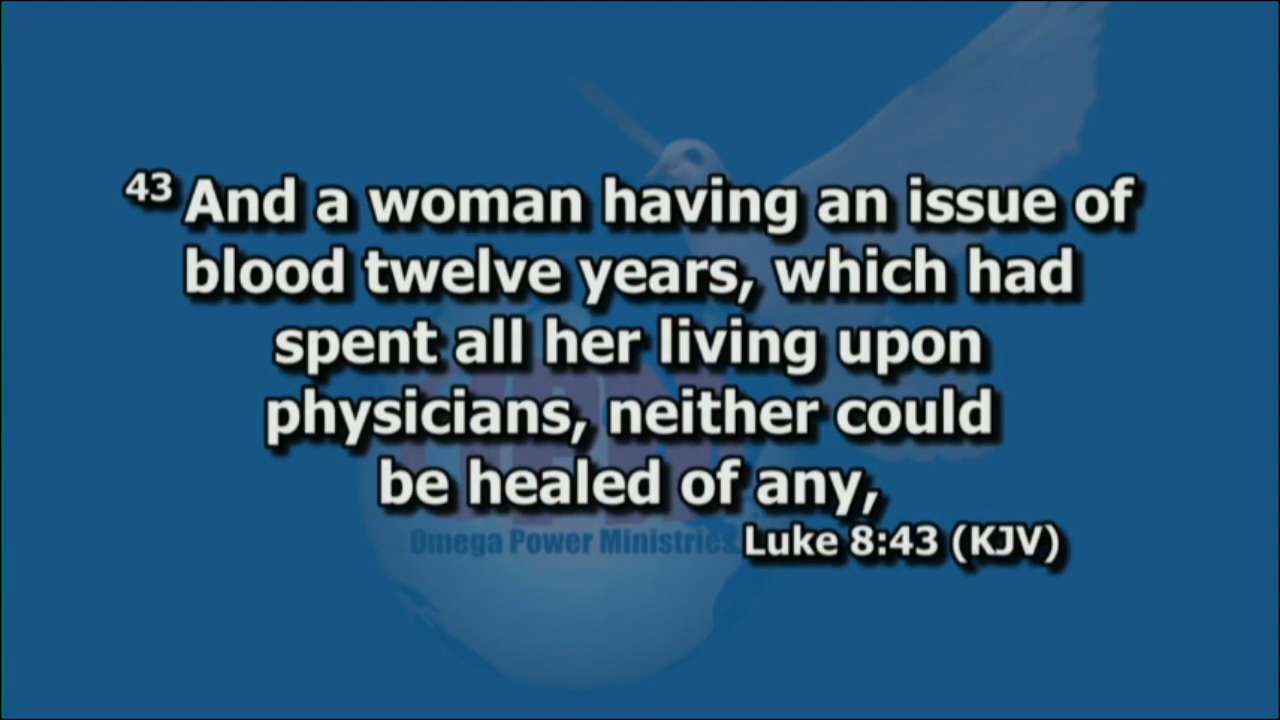 43 And a woman having an issue of
blood twelve years, which had
spent all her living upon
physicians, neither could
be healed of any,
Luke 8:43 (KJV)
OPM
Omega Power Ministries